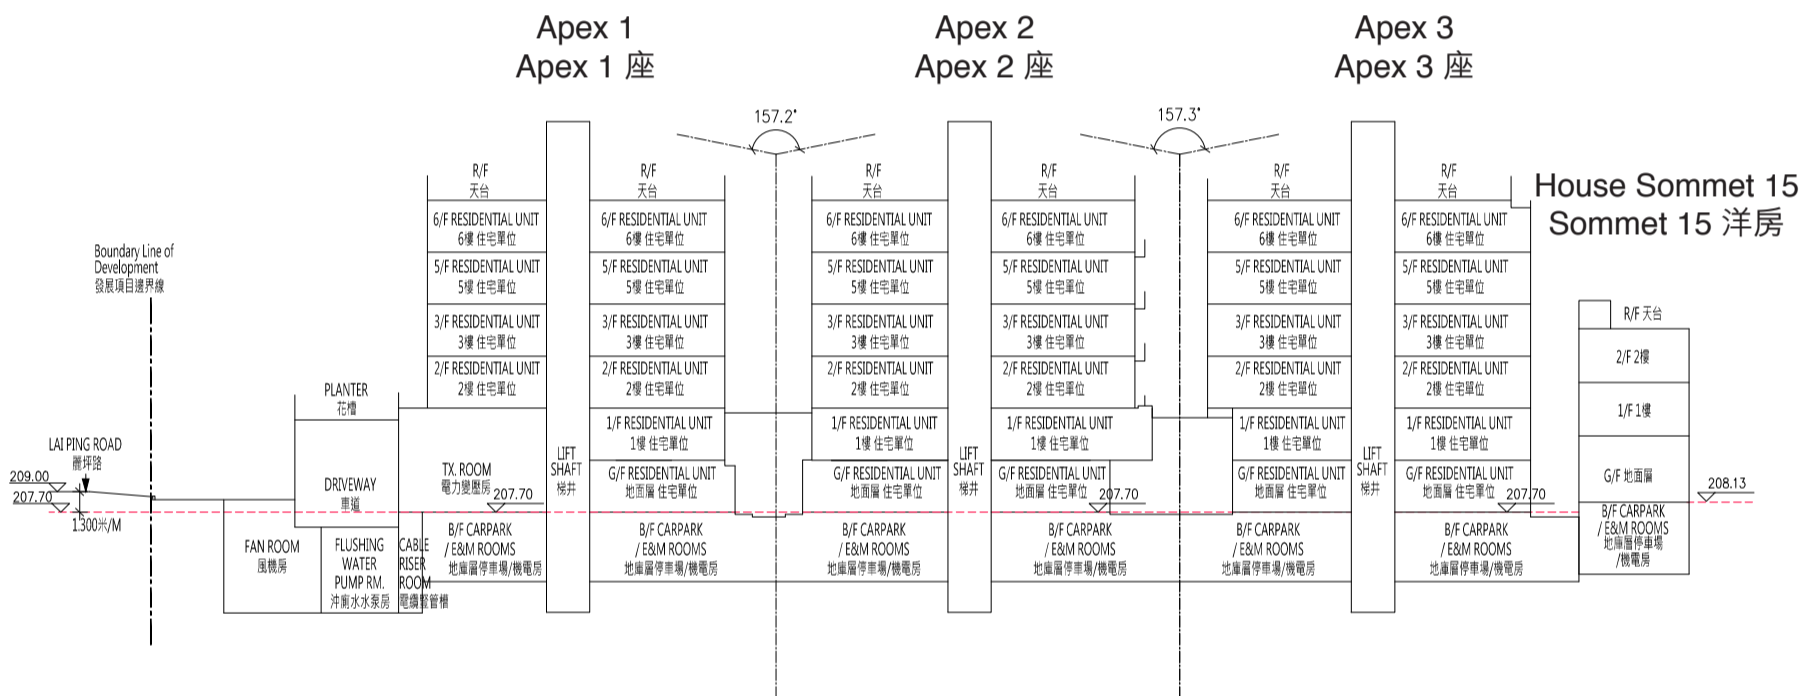 Apex 1
Apex 1 座
Apex 2
Apex 2 座
Apex 3
Apex 3 座
157.2°
157.3°
House Sommet 15
Sommet 15 洋房
Boundary Line of
Development
發展項目邊界線
LAI PING ROAD
麗坪路
209.00
207.70
1.300米/M
PLANTER
花槽
DRIVEWAY
車道
FAN ROOM
風機房
FLUSHING
WATER
PUMP RM.
沖廁水水泵房
CABLE
RISER
ROOM
電纜豎管槽
R/F
天台
6/F RESIDENTIAL UNIT
6樓 住宅單位
5/F RESIDENTIAL UNIT
5樓 住宅單位
3/F RESIDENTIAL UNIT
3樓 住宅單位
2/F RESIDENTIAL UNIT
2樓 住宅單位
TX. ROOM
電力變壓房
207.70
B/F CARPARK
/ E&M ROOMS
地庫層停車場/機電房
LIFT
SHAFT
梯井
R/F
天台
6/F RESIDENTIAL UNIT
6樓 住宅單位
5/F RESIDENTIAL UNIT
5樓 住宅單位
3/F RESIDENTIAL UNIT
3樓 住宅單位
2/F RESIDENTIAL UNIT
2樓 住宅單位
1/F RESIDENTIAL UNIT
1樓 住宅單位
G/F RESIDENTIAL UNIT
地面層 住宅單位
B/F CARPARK
/ E&M ROOMS
地庫層停車場/機電房
R/F
天台
6/F RESIDENTIAL UNIT
6樓 住宅單位
5/F RESIDENTIAL UNIT
5樓 住宅單位
3/F RESIDENTIAL UNIT
3樓 住宅單位
2/F RESIDENTIAL UNIT
2樓 住宅單位
1/F RESIDENTIAL UNIT
1樓 住宅單位
G/F RESIDENTIAL UNIT
地面層 住宅單位
B/F CARPARK
/ E&M ROOMS
地庫層停車場/機電房
LIFT
SHAFT
梯井
R/F
天台
6/F RESIDENTIAL UNIT
6樓 住宅單位
5/F RESIDENTIAL UNIT
5樓 住宅單位
3/F RESIDENTIAL UNIT
3樓 住宅單位
2/F RESIDENTIAL UNIT
2樓 住宅單位
1/F RESIDENTIAL UNIT
1樓 住宅單位
G/F RESIDENTIAL UNIT
地面層 住宅單位
207.70
B/F CARPARK
/ E&M ROOMS
地庫層停車場/機電房
R/F
天台
6/F RESIDENTIAL UNIT
6樓 住宅單位
5/F RESIDENTIAL UNIT
5樓 住宅單位
3/F RESIDENTIAL UNIT
3樓 住宅單位
2/F RESIDENTIAL UNIT
2樓 住宅單位
1/F RESIDENTIAL UNIT
1樓 住宅單位
G/F RESIDENTIAL UNIT
地面層 住宅單位
B/F CARPARK
/ E&M ROOMS
地庫層停車場/機電房
LIFT
SHAFT
梯井
R/F
天台
6/F RESIDENTIAL UNIT
6樓 住宅單位
5/F RESIDENTIAL UNIT
5樓 住宅單位
3/F RESIDENTIAL UNIT
3樓 住宅單位
2/F RESIDENTIAL UNIT
2樓 住宅單位
1/F RESIDENTIAL UNIT
1樓 住宅單位
G/F RESIDENTIAL UNIT
地面層 住宅單位
207.70
B/F CARPARK
/ E&M ROOMS
地庫層停車場/機電房
R/F 天台
2/F 2樓
1/F 1樓
G/F 地面層
208.13
B/F CARPARK
/ E&M ROOMS
地庫層停車場
/機電房